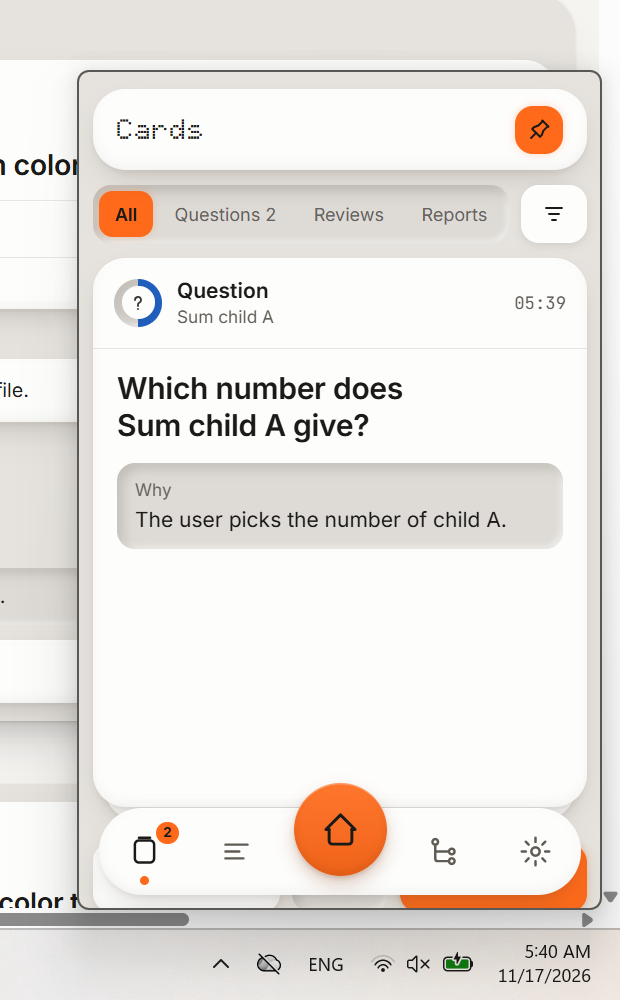 Cards
n color
All
Questions 2
Reviews
Reports
?
Question
Sum child A
05:39
Which number does
Sum child A give?
file.
Why
The user picks the number of child A.
.
2
color t
ENG
5:40 AM
11/17/2026